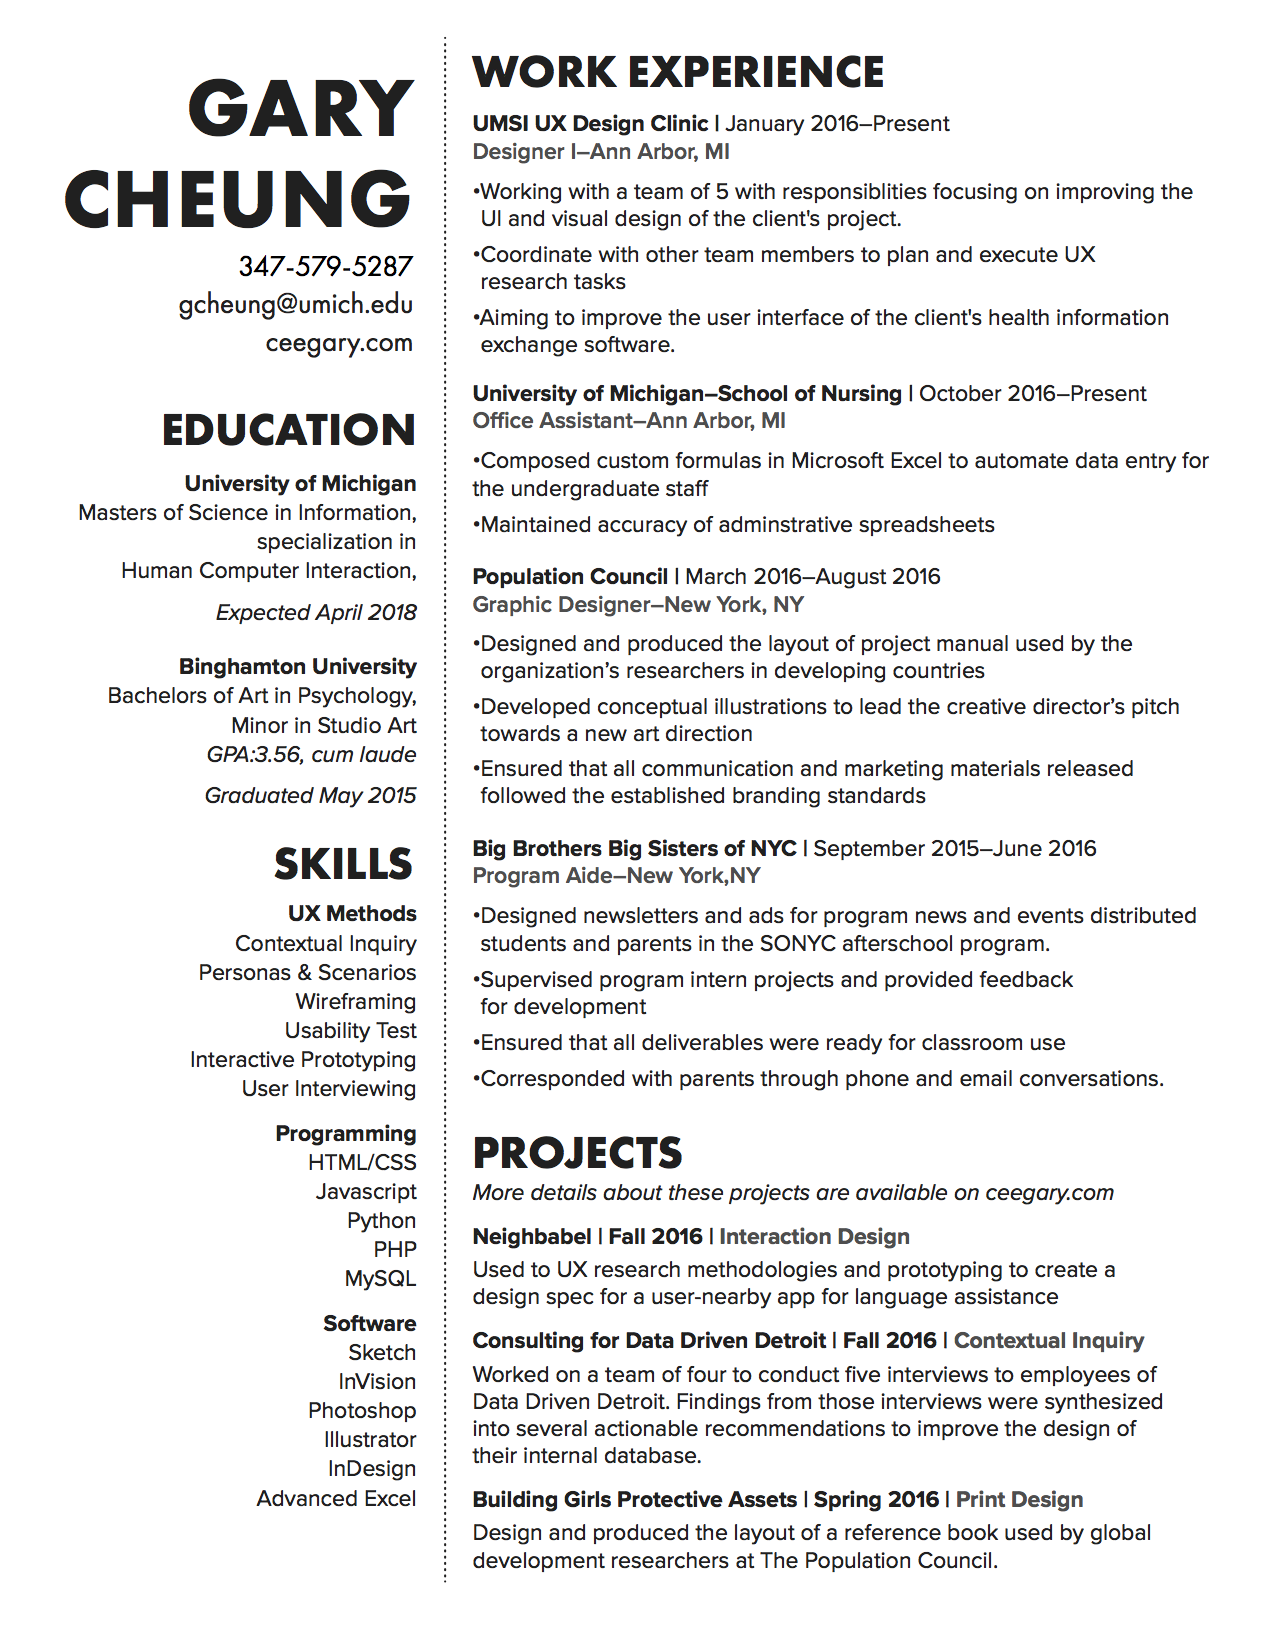 GARY
CHEUNG
347-579-5287
gcheung@umich.edu
ceegary.com
EDUCATION
University of Michigan
Masters of Science in Information,
specialization in
Human Computer Interaction,
Expected April 2018
Binghamton University
Bachelors of Art in Psychology,
Minor in Studio Art
GPA:3.56, cum laude
Graduated May 2015
SKILLS
UX Methods
Contextual Inquiry
Personas & Scenarios
Wireframing
Usability Test
Interactive Prototyping
User Interviewing
Programming
HTML/CSS
Javascript
Python
PHP
MySQL
Software
Sketch
InVision
Photoshop
Illustrator
InDesign
Advanced Excel
WORK EXPERIENCE
UMSI UX Design Clinic | January 2016–Present
Designer I–Ann Arbor, MI
•Working with a team of 5 with responsiblities focusing on improving the
UI and visual design of the client's project.
•Coordinate with other team members to plan and execute UX
research tasks
•Aiming to improve the user interface of the client's health information
exchange software.
University of Michigan–School of Nursing | October 2016–Present
Office Assistant–Ann Arbor, MI
•Composed custom formulas in Microsoft Excel to automate data entry for
the undergraduate staff
•Maintained accuracy of adminstrative spreadsheets
Population Council | March 2016–August 2016
Graphic Designer–New York, NY
•Designed and produced the layout of project manual used by the
organization’s researchers in developing countries
•Developed conceptual illustrations to lead the creative director’s pitch
towards a new art direction
•Ensured that all communication and marketing materials released
followed the established branding standards
Big Brothers Big Sisters of NYC | September 2015–June 2016
Program Aide–New York,NY
•Designed newsletters and ads for program news and events distributed
students and parents in the SONYC afterschool program.
•Supervised program intern projects and provided feedback
for development
•Ensured that all deliverables were ready for classroom use
•Corresponded with parents through phone and email conversations.
PROJECTS
More details about these projects are available on ceegary.com
Neighbabel | Fall 2016 | Interaction Design
Used to UX research methodologies and prototyping to create a
design spec for a user-nearby app for language assistance
Consulting for Data Driven Detroit | Fall 2016 | Contextual Inquiry
Worked on a team of four to conduct five interviews to employees of
Data Driven Detroit. Findings from those interviews were synthesized
into several actionable recommendations to improve the design of
their internal database.
Building Girls Protective Assets | Spring 2016 | Print Design
Design and produced the layout of a reference book used by global
development researchers at The Population Council.